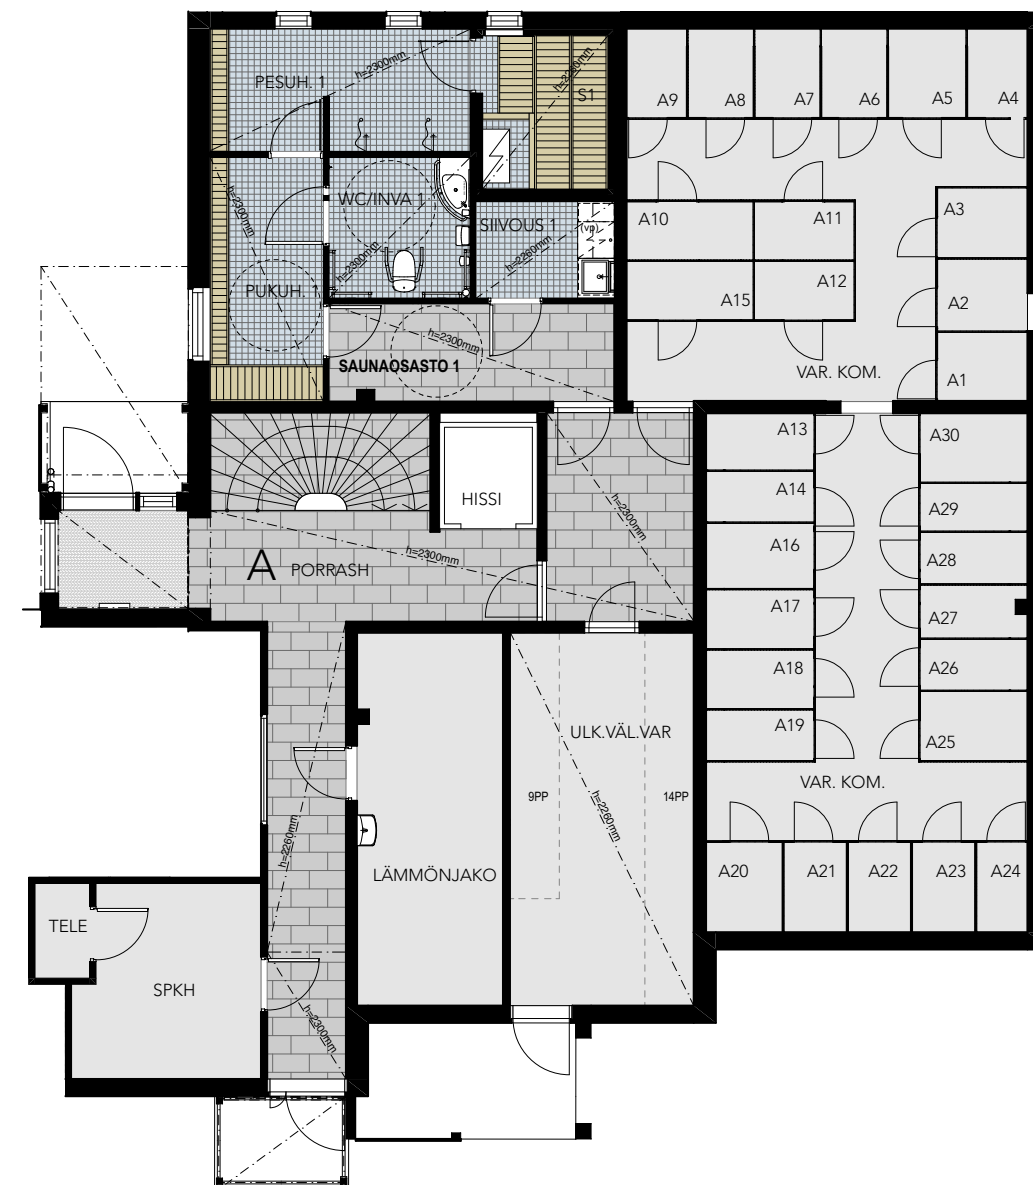 PESUH. 1
h=2300mm
S1
h=2300mm
A9 A8 A7 A6 A5 A4
WC/INVA 1
h=2300mm
h=2300mm
SIIVOUS 1
(vp)
h=2260mm
A10 A11
A3
PUKUH. 1
A15 A12
A2
h=2300mm
SAUNAOSASTO 1
VAR. KOM.
A1
A13
A30
HISSI
A14
A29
h=2300mm
A16
A28
h=2300mm
A PORRASH
A17
A27
A18
A26
A19
A25
ULK.VÄL.VAR
9PP
14PP
h=2260mm
VAR. KOM.
h=2260mm
LÄMMÖNJAKO
A20 A21 A22 A23 A24
TELE
SPKH
h=2300mm